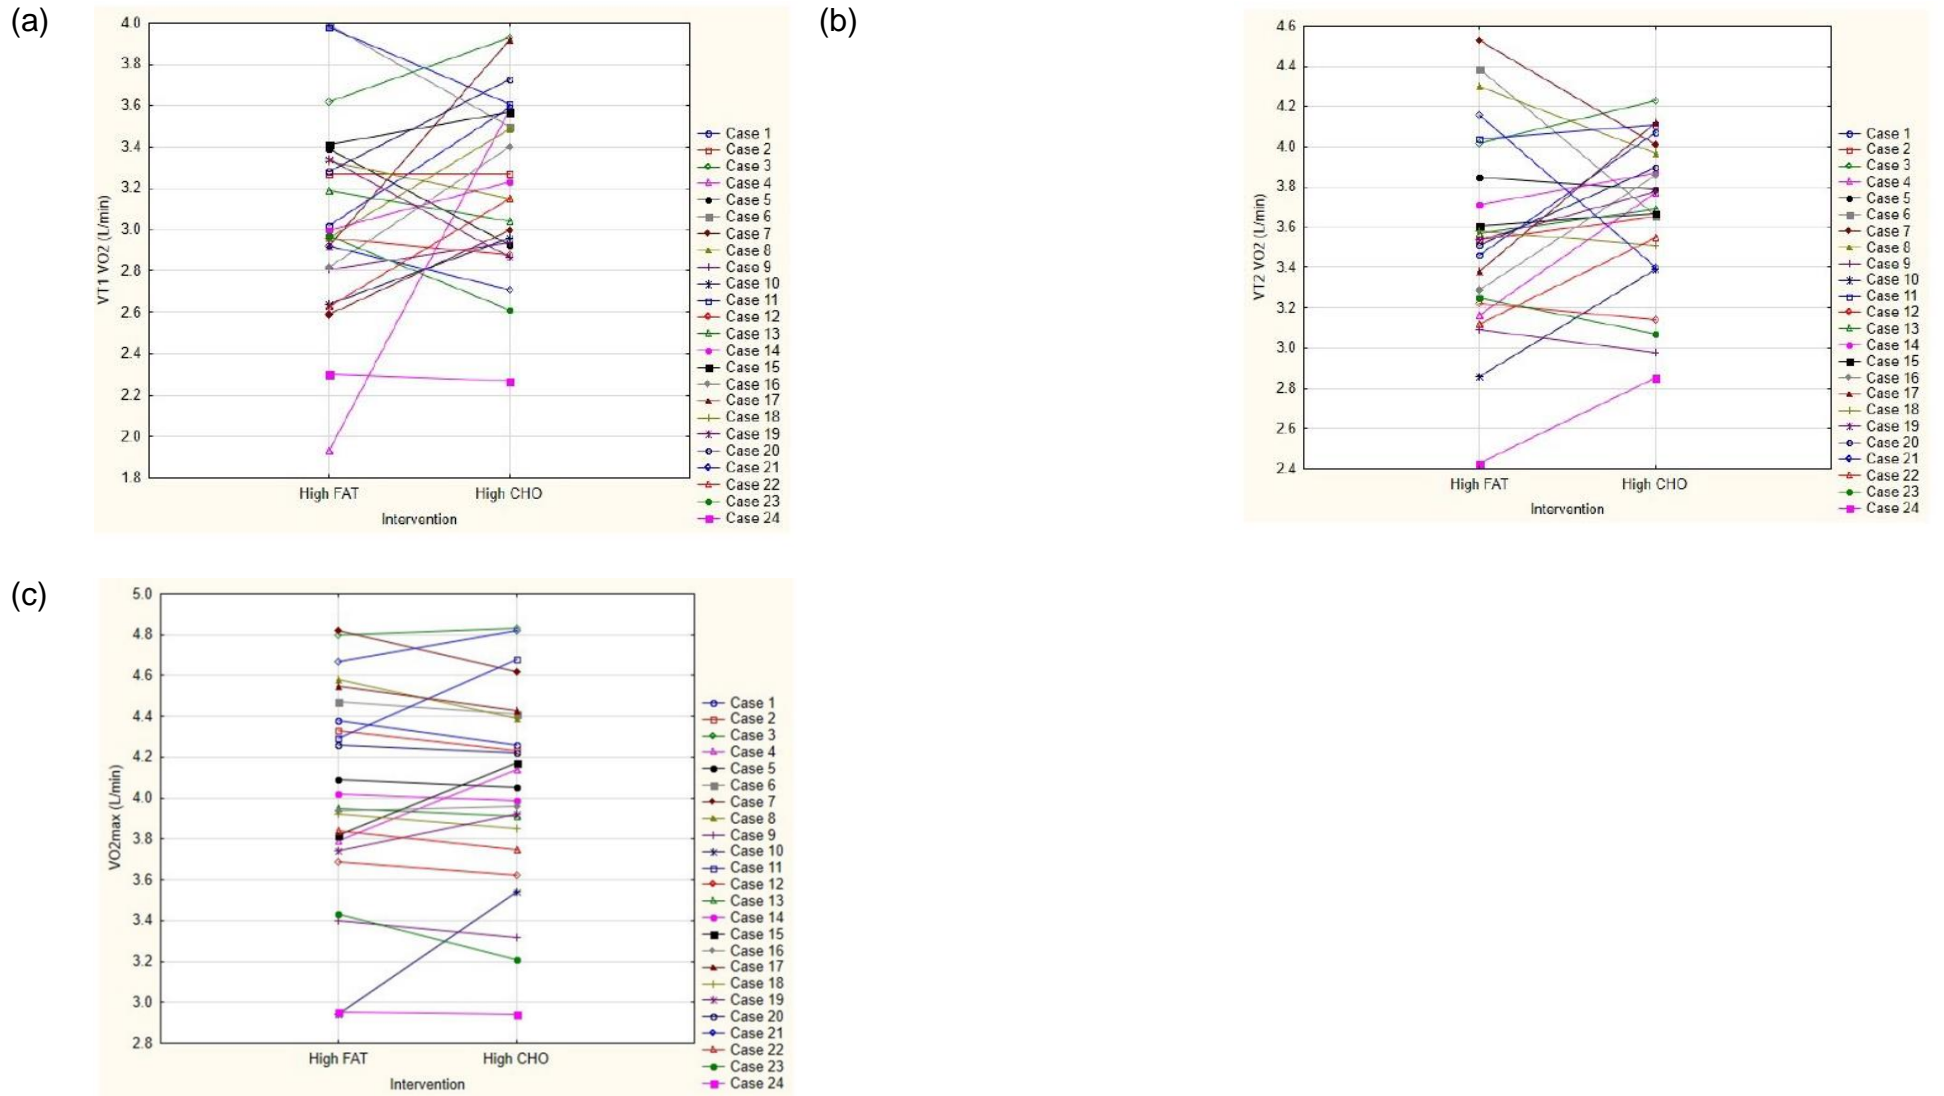 (a)
4.0
3.8
3.6
3.4
3.2
3.0
2.8
2.6
2.4
2.2
2.0
1.8
VT1 VO2 (L/min)
High FAT
High CHO
Intervention
Case 1
Case 2
Case 3
Case 4
Case 5
Case 6
Case 7
Case 8
Case 9
Case 10
Case 11
Case 12
Case 13
Case 14
Case 15
Case 16
Case 17
Case 18
Case 19
Case 20
Case 21
Case 22
Case 23
Case 24
(b)
4.6
4.4
4.2
4.0
3.8
3.6
3.4
3.2
3.0
2.8
2.6
2.4
VT2 VO2 (L/min)
High FAT
High CHO
Intervention
Case 1
Case 2
Case 3
Case 4
Case 5
Case 6
Case 7
Case 8
Case 9
Case 10
Case 11
Case 12
Case 13
Case 14
Case 15
Case 16
Case 17
Case 18
Case 19
Case 20
Case 21
Case 22
Case 23
Case 24
(c)
5.0
4.8
4.6
4.4
4.2
4.0
3.8
3.6
3.4
3.2
3.0
2.8
VO2max (L/min)
High FAT
High CHO
Intervention
Case 1
Case 2
Case 3
Case 4
Case 5
Case 6
Case 7
Case 8
Case 9
Case 10
Case 11
Case 12
Case 13
Case 14
Case 15
Case 16
Case 17
Case 18
Case 19
Case 20
Case 21
Case 22
Case 23
Case 24